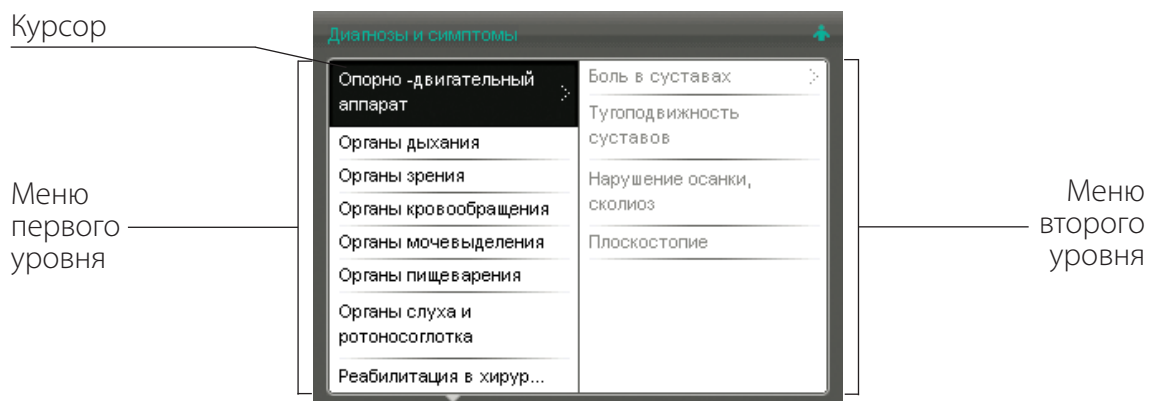 Курсор
Диагнозы и симптомы
Опорно -двигательный
аппарат
Органы дыхания
Органы зрения
Органы кровообращения
Органы мочевыделения
Органы пищеварения
Органы слуха и
ротоносоглотка
Реабилитация в хирур...
Боль в суставах
Тугоподвижность
суставов
Нарушение осанки,
сколиоз
Плоскостопие
Меню
первого
уровня
Меню
второго
уровня